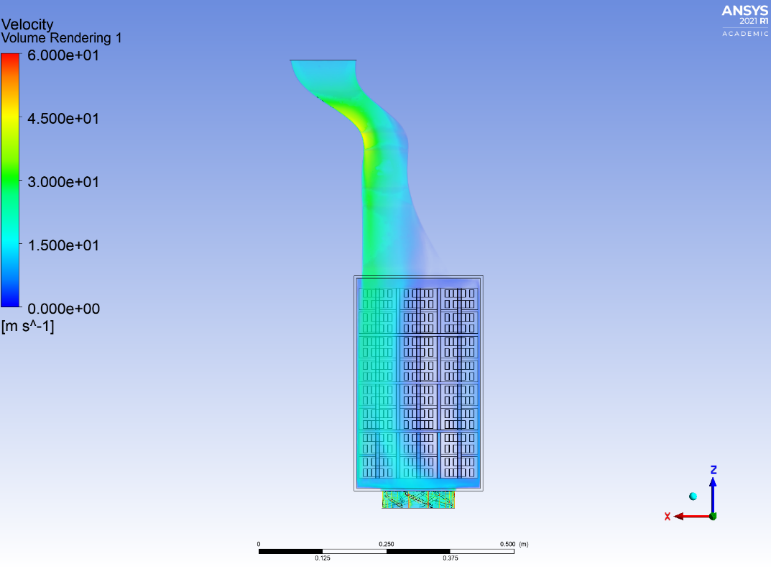 ANSYS
2021 R1
ACADEMIC
Velocity
Volume Rendering 1
6.000e+01
4.500e+01
3.000e+01
1.500e+01
0.000e+00
[m s^-1]
Z
X
0 0.250 0.500 (m)
0.125 0.375